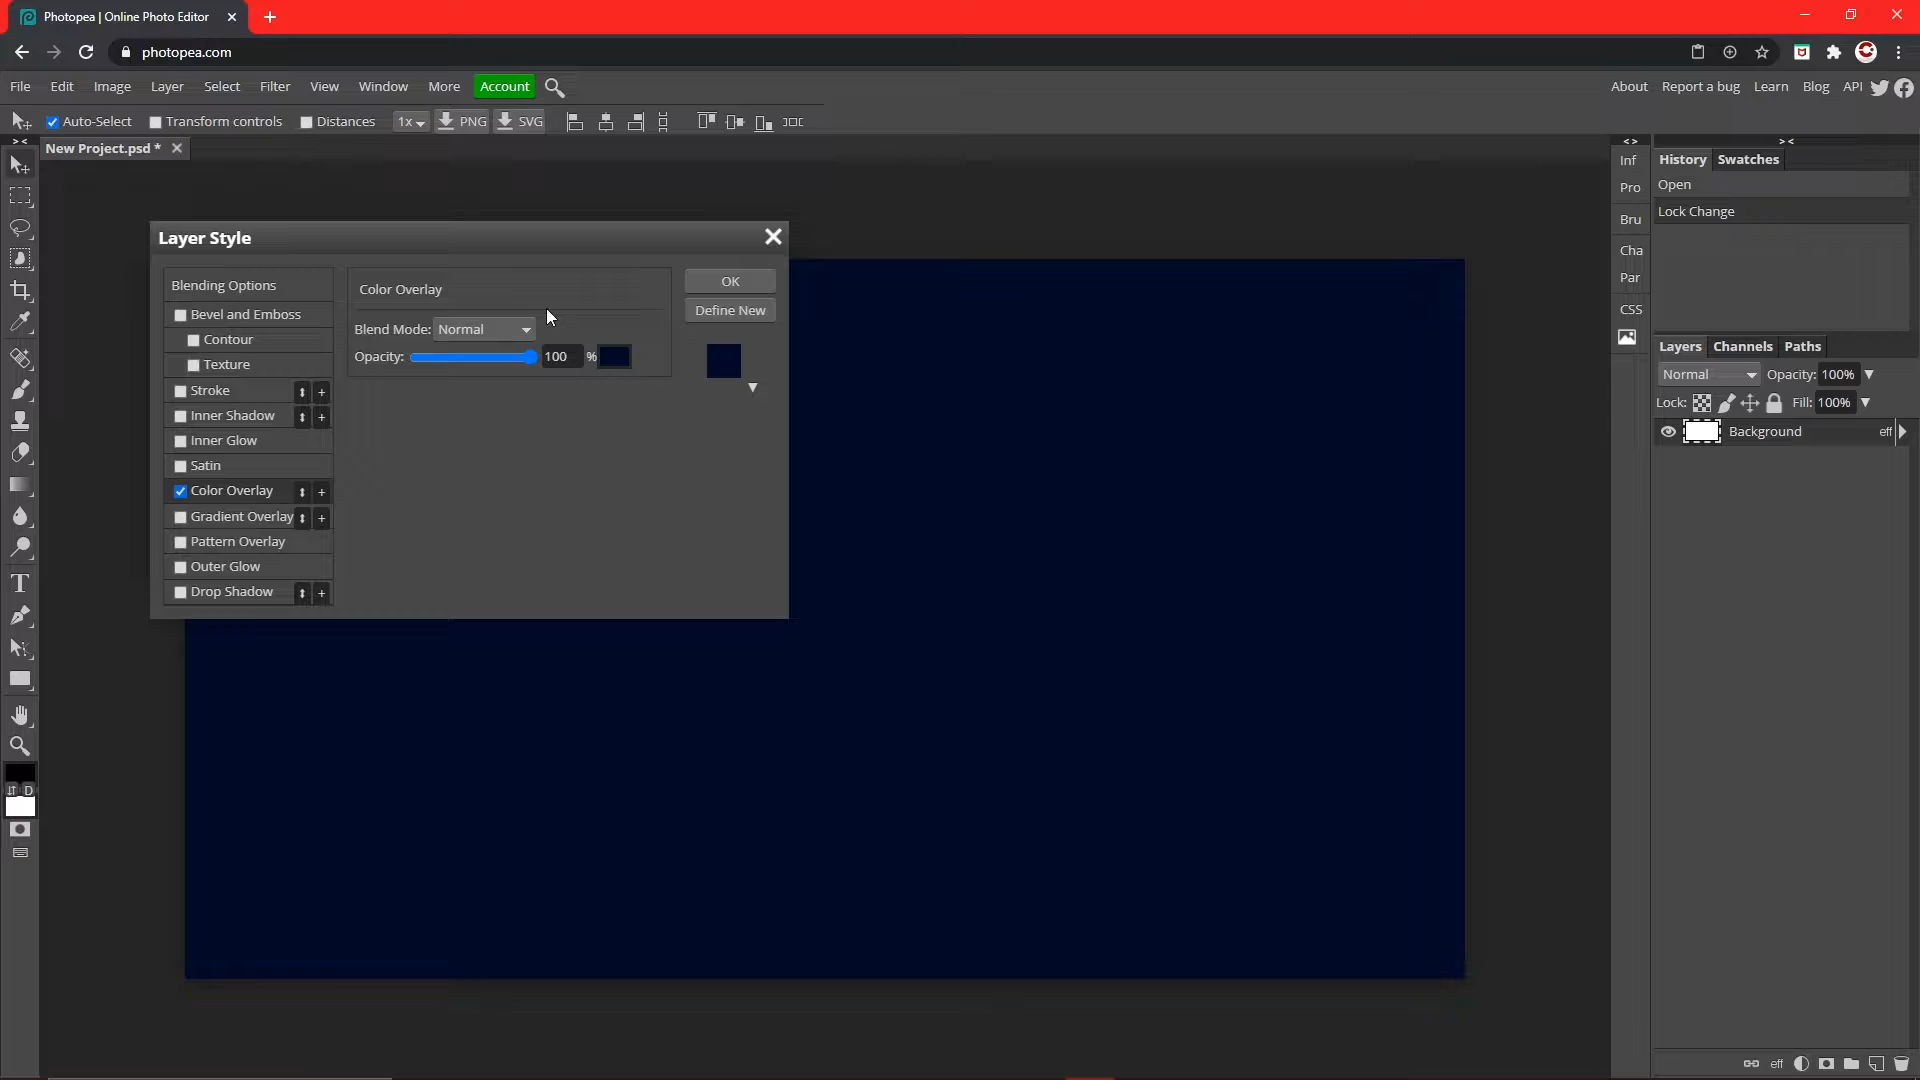 Photopea | Online Photo Editor
photopea.com
File Edit Image Layer Select Filter View Window More Account
About Report a bug Learn Blog API
Auto-Select Transform controls Distances 1x PNG SVG
New Project.psd *
Layer Style
Blending Options
Bevel and Emboss
Contour
Texture
Stroke
Inner Shadow
Inner Glow
Satin
Color Overlay
Gradient Overlay
Pattern Overlay
Outer Glow
Drop Shadow
Color Overlay
Blend Mode: Normal
Opacity: 100 %
OK
Define New
T
D
Inf
Pro
Bru
Cha
Par
CSS
History Swatches
Open
Lock Change
Layers Channels Paths
Normal Opacity: 100%
Lock: Fill: 100%
Background eff
eff